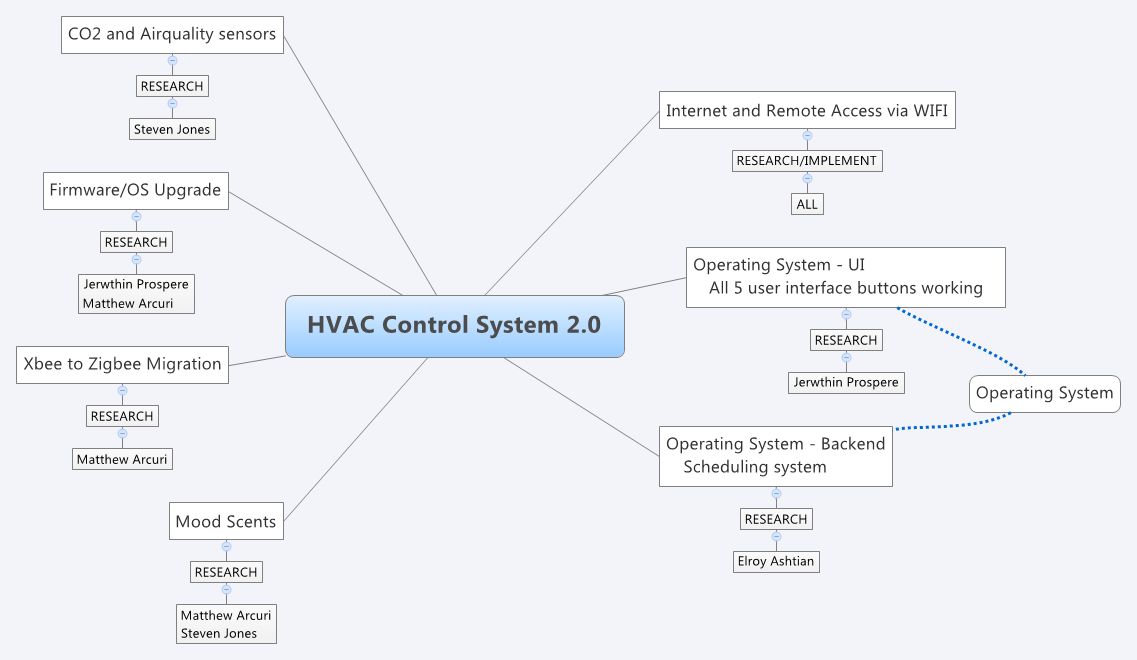 HVAC Control System 2.0
CO2 and Airquality sensors
RESEARCH
Steven Jones
Firmware/OS Upgrade
RESEARCH
Jerwthin Prospere
Matthew Arcuri
Xbee to Zigbee Migration
RESEARCH
Matthew Arcuri
Mood Scents
RESEARCH
Matthew Arcuri
Steven Jones
Internet and Remote Access via WIFI
RESEARCH/IMPLEMENT
ALL
Operating System - UI
All 5 user interface buttons working
RESEARCH
Jerwthin Prospere
Operating System
Operating System - Backend
Scheduling system
RESEARCH
Elroy Ashtian